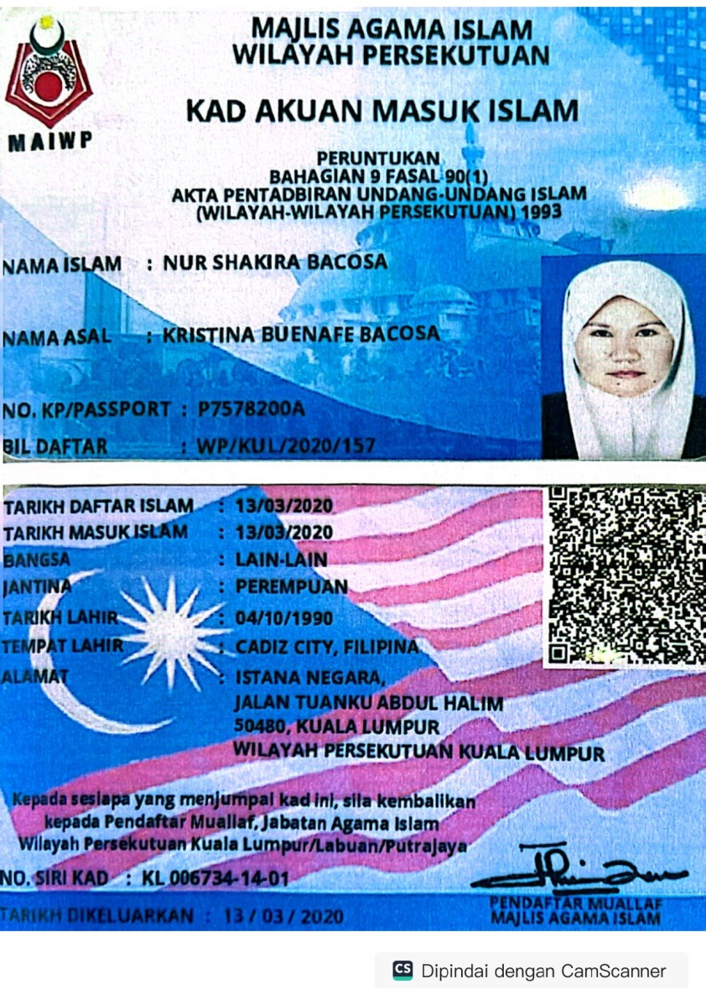 MAIWP
MAJLIS AGAMA ISLAM
WILAYAH PERSEKUTUAN
KAD AKUAN MASUK ISLAM
PERUNTUKAN
BAHAGIAN 9 FASAL 90(1)
AKTA PENTADBIRAN UNDANG-UNDANG ISLAM
(WILAYAH-WILAYAH PERSEKUTUAN) 1993
NAMA ISLAM : NUR SHAKIRA BACOSA
NAMA ASAL : KRISTINA BUENAFE BACOSA
NO. KP/PASSPORT : P7578200A
BIL DAFTAR : WP/KUL/2020/157
TARIKH DAFTAR ISLAM : 13/03/2020
TARIKH MASUK ISLAM : 13/03/2020
BANGSA : LAIN-LAIN
JANTINA : PEREMPUAN
TARIKH LAHIR : 04/10/1990
TEMPAT LAHIR : CADIZ CITY, FILIPINA
ALAMAT : ISTANA NEGARA,
JALAN TUANKU ABDUL HALIM
50480, KUALA LUMPUR
WILAYAH PERSEKUTUAN KUALA LUMPUR
Kepada sesiapa yang menjumpai kad ini, sila kembalikan
kepada Pendaftar Muallaf, Jabatan Agama Islam
Wilayah Persekutuan Kuala Lumpur/Labuan/Putrajaya
NO. SIRI KAD : KL 006734-14-01
TARIKH DIKELUARKAN : 13 / 03 / 2020
PENDAFTAR MUALLAF
MAJLIS AGAMA ISLAM
CS Dipindai dengan CamScanner